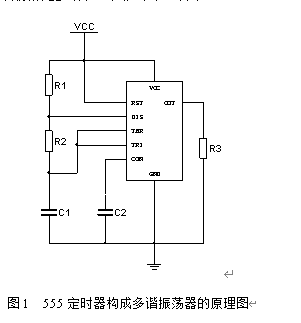 VCC
R1
VCC
RST
OUT
DIS
R2
THR
TRI
R3
CON
GND
C1
C2
图1 555 定时器构成多谐振荡器的原理图